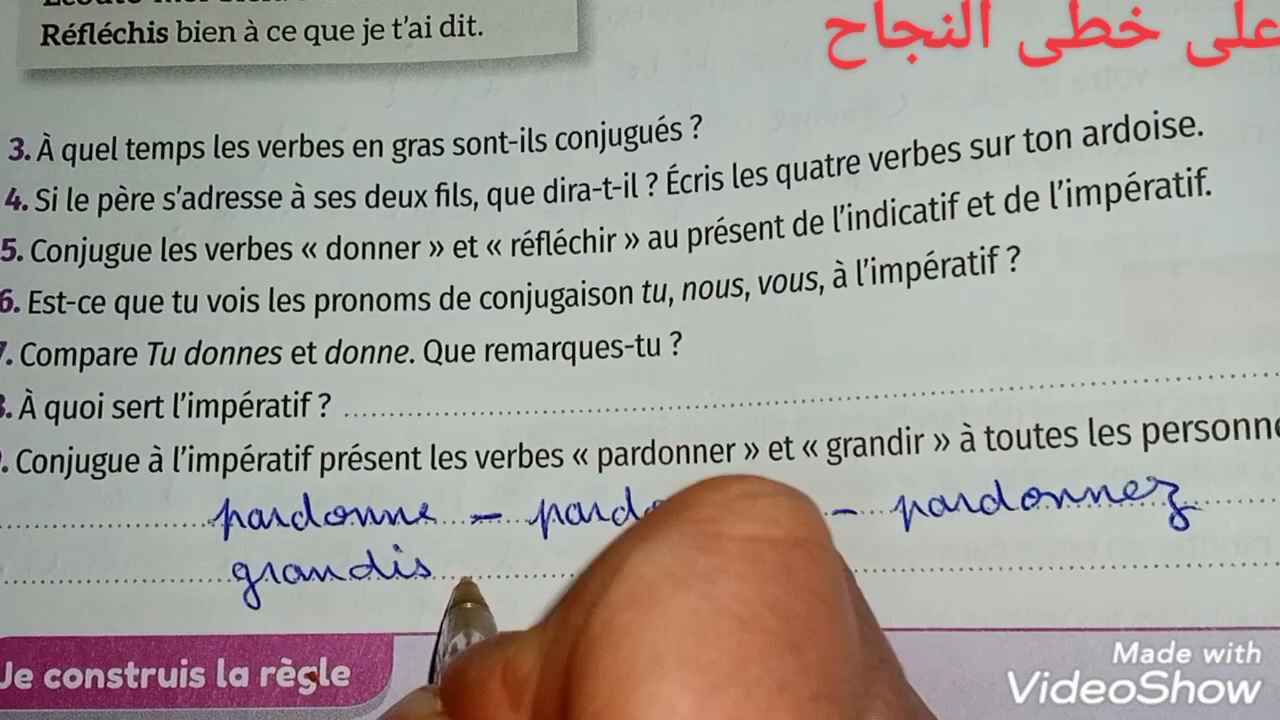 Réfléchis bien à ce que je t'ai dit.
على خطى النجاح
3. À quel temps les verbes en gras sont-ils conjugués ?
4. Si le père s'adresse à ses deux fils, que dira-t-il ? Écris les quatre verbes sur ton ardoise.
5. Conjugue les verbes « donner » et « réfléchir » au présent de l'indicatif et de l'impératif.
6. Est-ce que tu vois les pronoms de conjugaison tu, nous, vous, à l'impératif ?
7. Compare Tu donnes et donne. Que remarques-tu ?
8. À quoi sert l'impératif ?
. Conjugue à l'impératif présent les verbes « pardonner » et « grandir » à toutes les personne
pardonne - pard - pardonnez
grandis
Je construis la règle
Made with
VideoShow